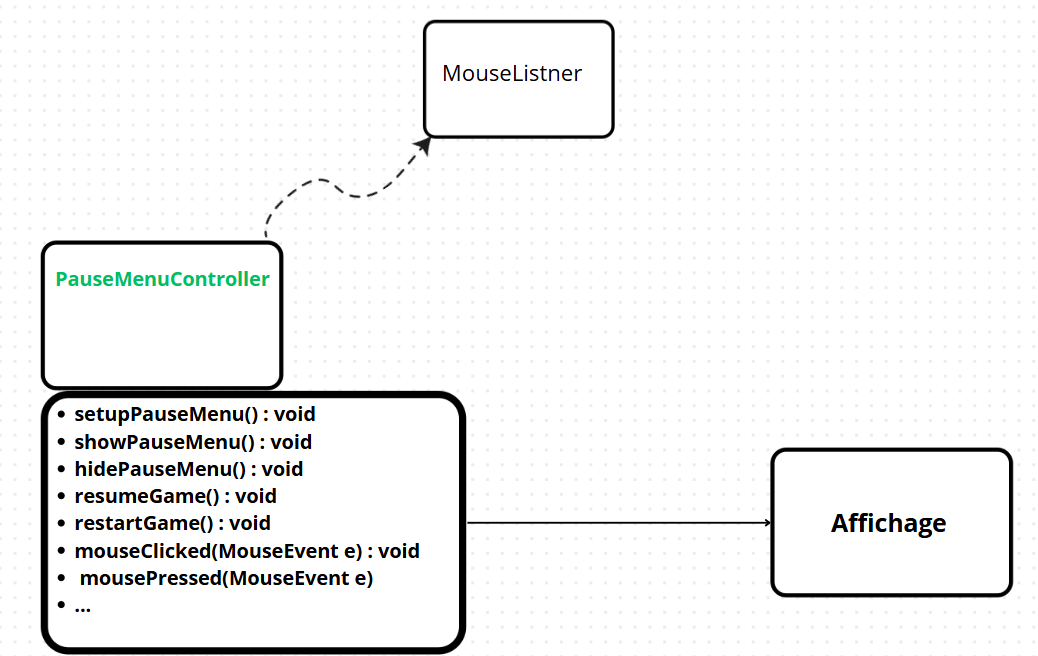 MouseListner
PauseMenuController
• setupPauseMenu() : void
• showPauseMenu() : void
• hidePauseMenu() : void
• resumeGame() : void
• restartGame() : void
• mouseClicked(MouseEvent e) : void
• mousePressed(MouseEvent e)
• ...
Affichage